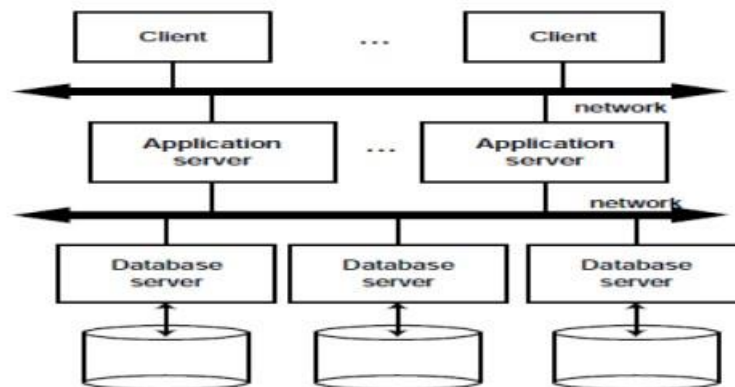 Client
...
Client
network
Application
server
...
Application
server
network
Database
server
Database
server
Database
server